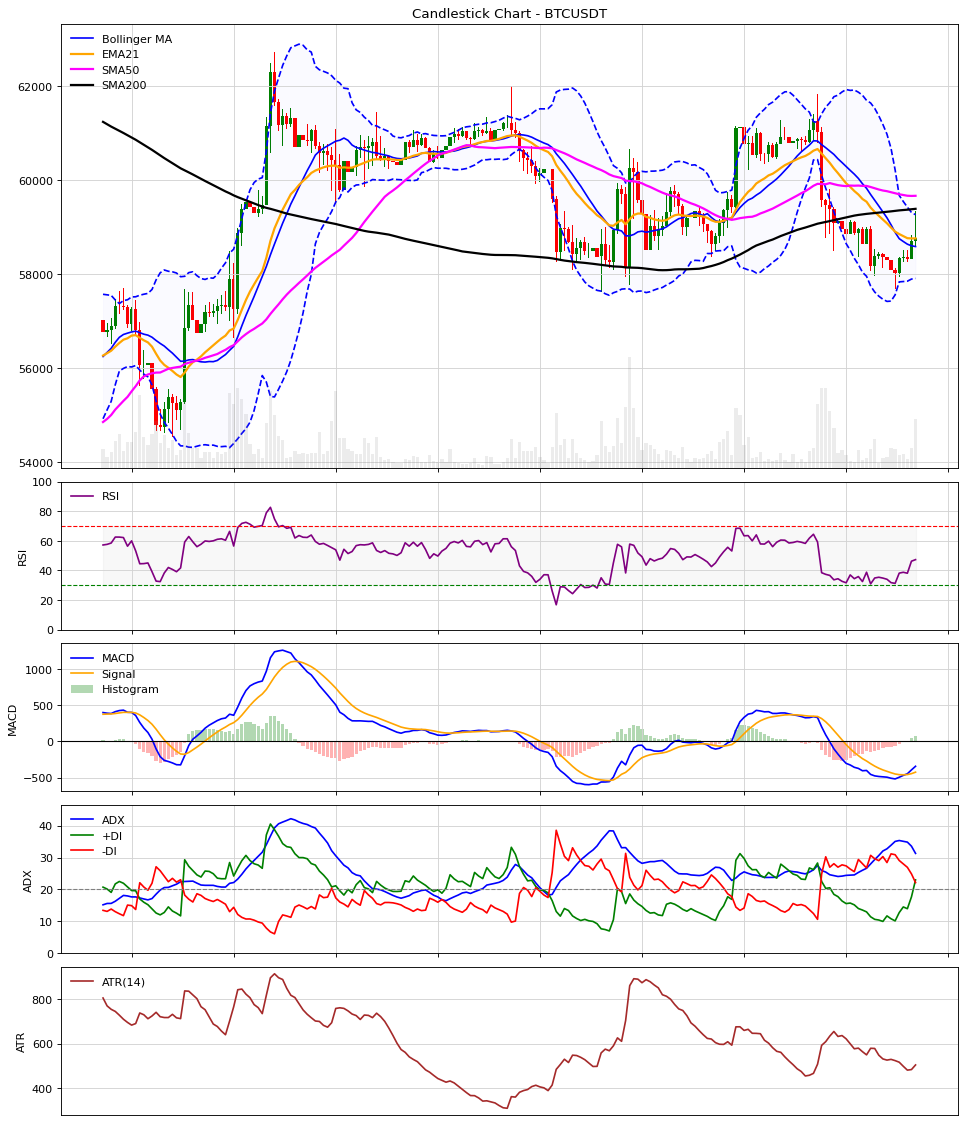 Candlestick Chart - BTCUSDT
Bollinger MA
EMA21
SMA50
SMA200
62000
60000
58000
56000
54000
RSI
RSI
100
80
60
40
20
0
MACD
Signal
Histogram
MACD
1000
500
0
−500
ADX
+DI
-DI
ADX
40
30
20
10
0
ATR(14)
ATR
800
600
400